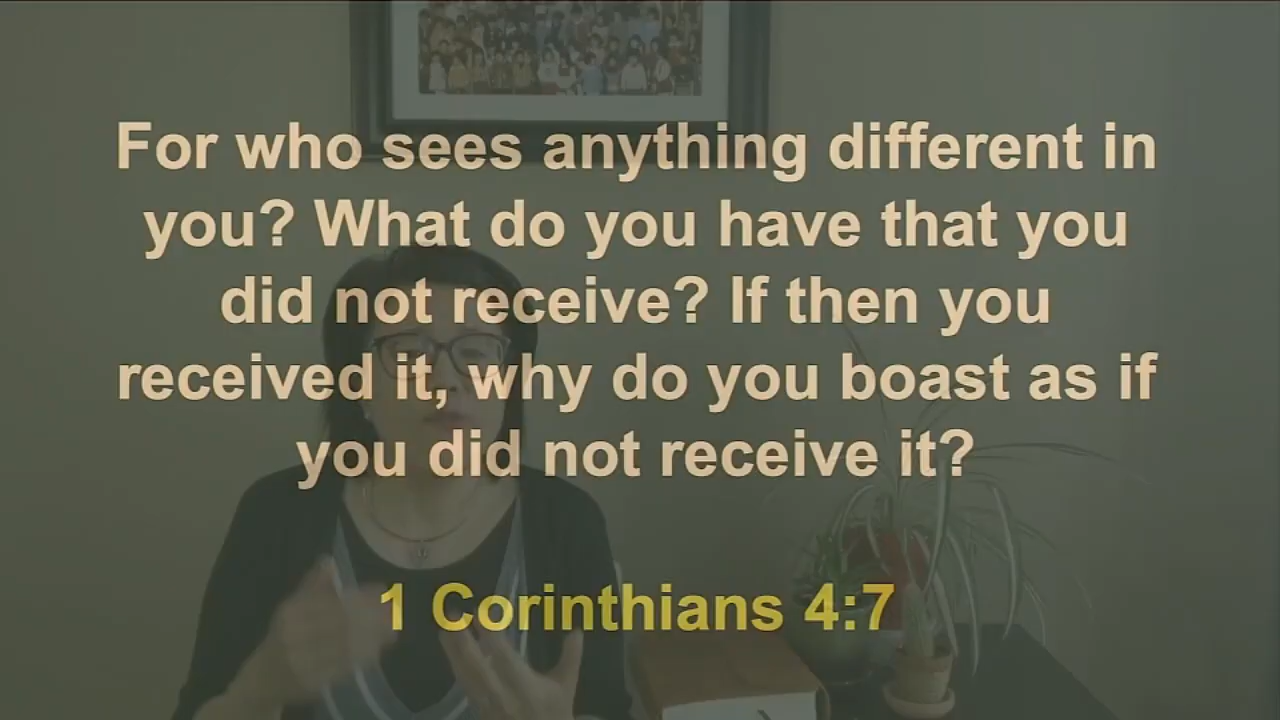 For who sees anything different in
you? What do you have that you
did not receive? If then you
received it, why do you boast as if
you did not receive it?
1 Corinthians 4:7